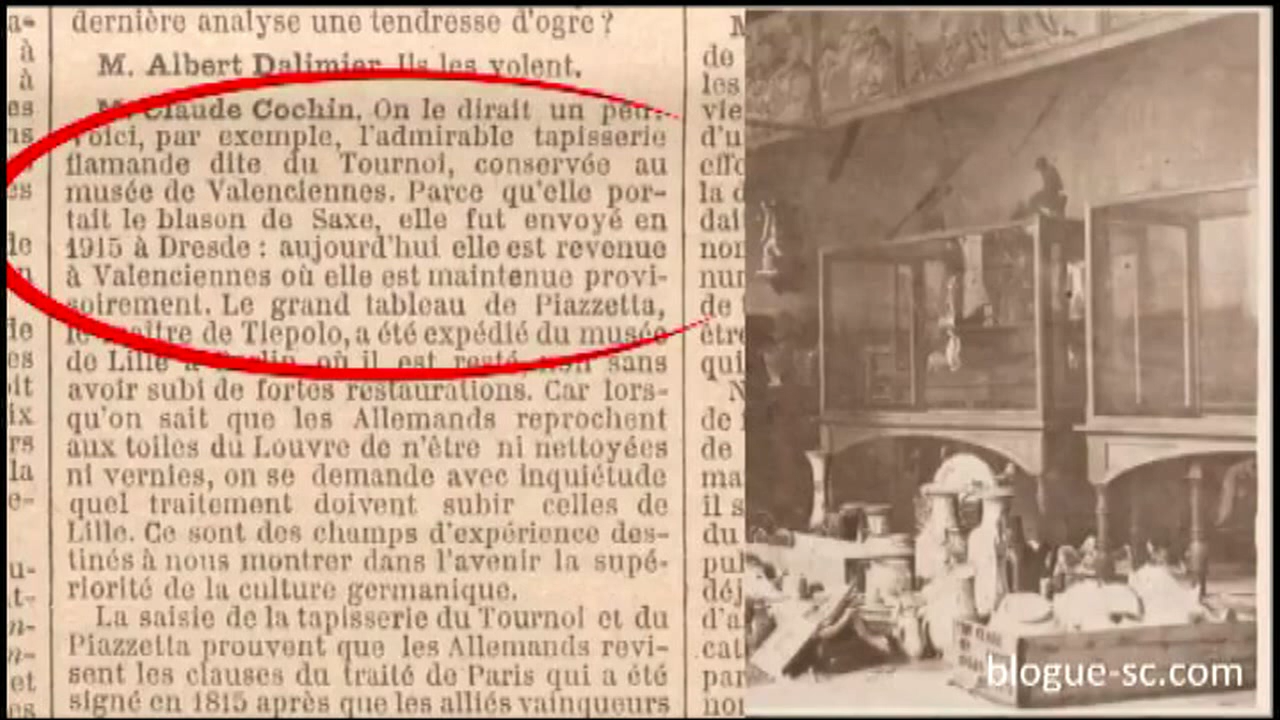 dernière analyse une tendresse d'ogre ?
M. Albert Dalimier. Ils les volent.
M. Claude Cochin. On le dirait un peu.
Voici, par exemple, l'admirable tapisserie
flamande dite du Tournoi, conservée au
musée de Valenciennes. Parce qu'elle por-
tait le blason de Saxe, elle fut envoyé en
1915 à Dresde : aujourd'hui elle est revenue
à Valenciennes où elle est maintenue provi-
soirement. Le grand tableau de Piazzetta,
le maître de Tiepolo, a été expédié du musée
de Lille à Berlin où il est resté, non sans
avoir subi de fortes restaurations. Car lors-
qu'on sait que les Allemands reprochent
aux toiles du Louvre de n'être ni nettoyées
ni vernies, on se demande avec inquiétude
quel traitement doivent subir celles de
Lille. Ce sont des champs d'expérience des-
tinés à nous montrer dans l'avenir la supé-
riorité de la culture germanique.
La saisie de la tapisserie du Tournoi et du
Piazzetta prouvent que les Allemands revi-
sent les clauses du traité de Paris qui a été
signé en 1815 après que les alliés vainqueurs
blogue-sc.com